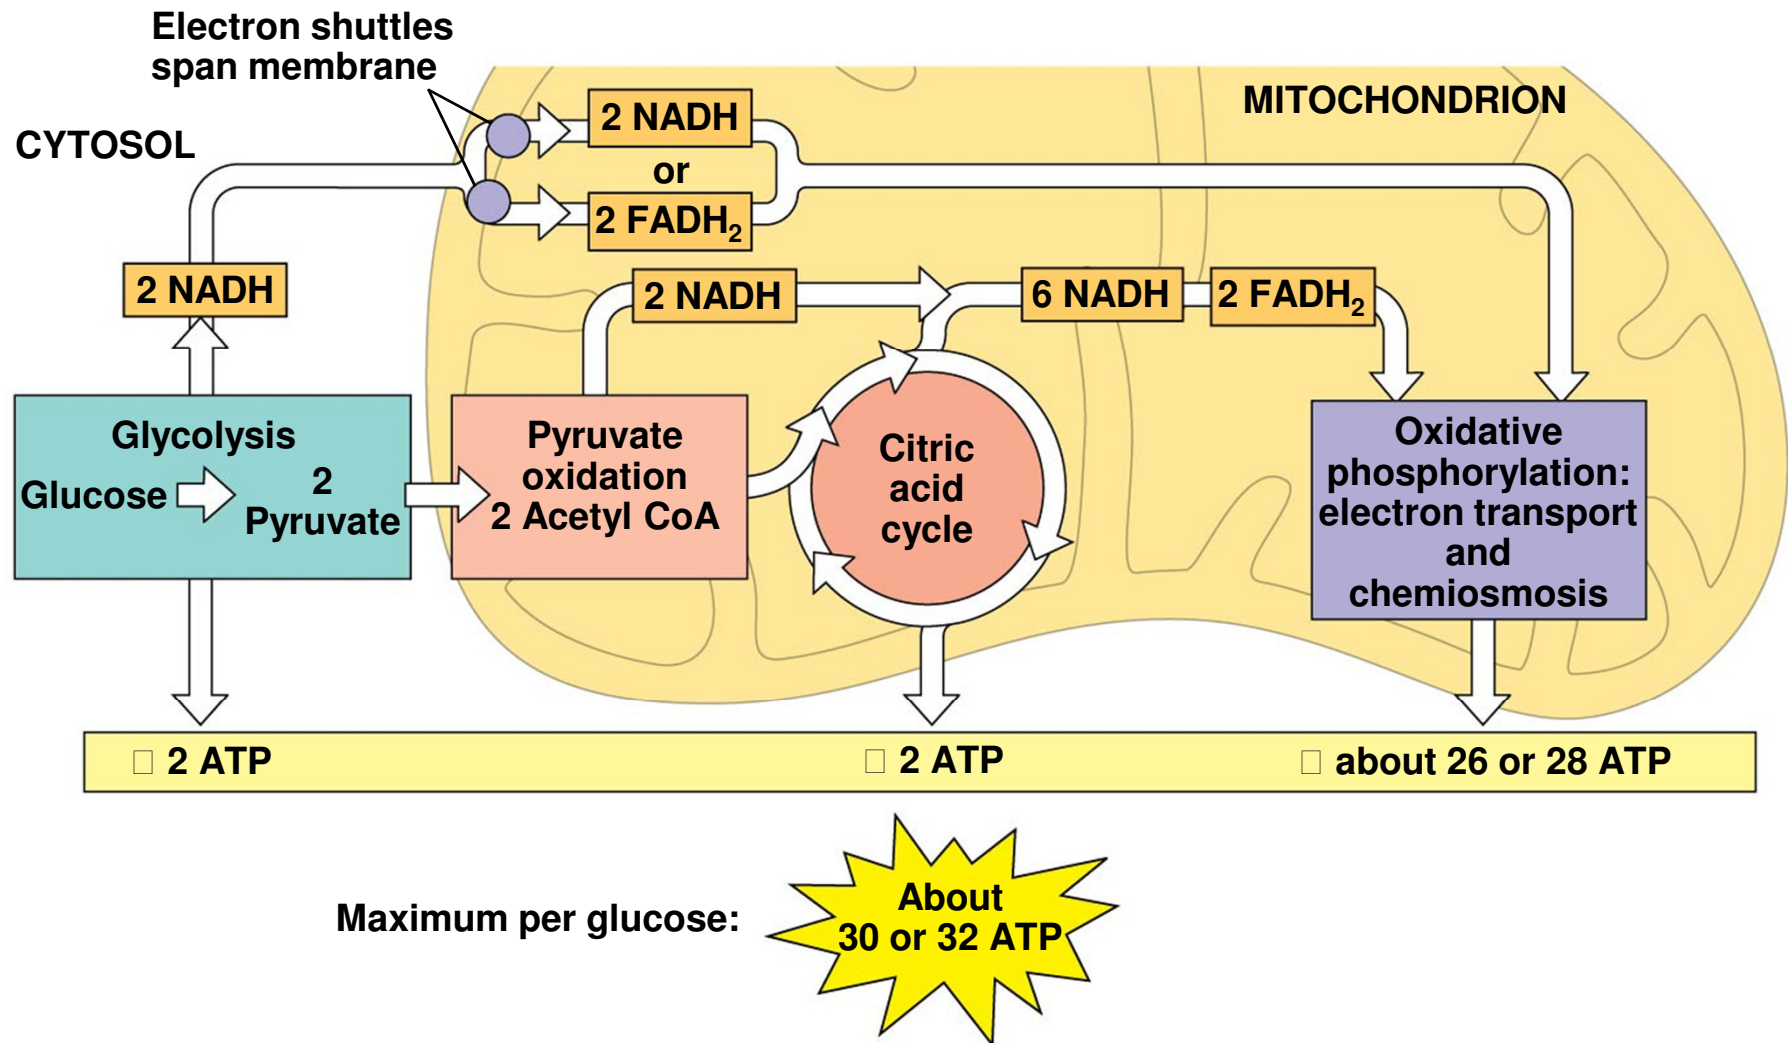 Electron shuttles
span membrane
CYTOSOL
MITOCHONDRION
2 NADH
or
2 FADH₂
2 NADH
2 NADH
6 NADH
2 FADH₂
Glycolysis
Glucose
2
Pyruvate
Pyruvate
oxidation
2 Acetyl CoA
Citric
acid
cycle
Oxidative
phosphorylation:
electron transport
and
chemiosmosis
□ 2 ATP
□ 2 ATP
□ about 26 or 28 ATP
Maximum per glucose:
About
30 or 32 ATP